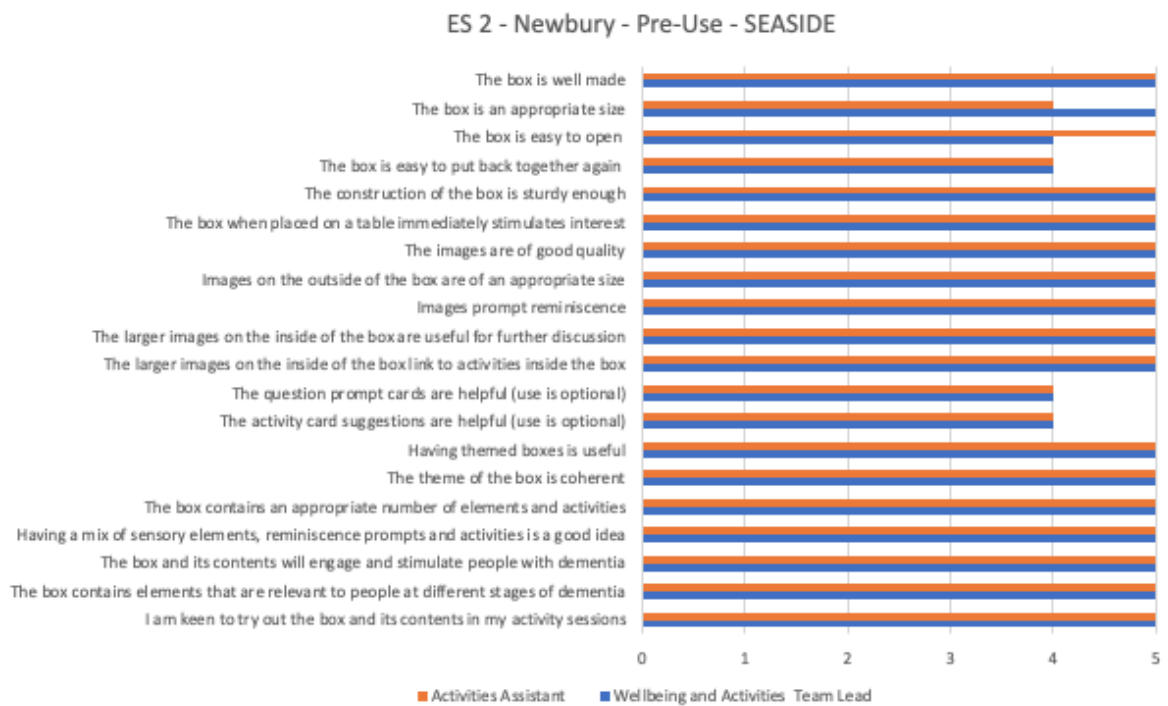 ES 2 - Newbury - Pre-Use - SEASIDE
The box is well made
The box is an appropriate size
The box is easy to open
The box is easy to put back together again
The construction of the box is sturdy enough
The box when placed on a table immediately stimulates interest
The images are of good quality
Images on the outside of the box are of an appropriate size
Images prompt reminiscence
The larger images on the inside of the box are useful for further discussion
The larger images on the inside of the box link to activities inside the box
The question prompt cards are helpful (use is optional)
The activity card suggestions are helpful (use is optional)
Having themed boxes is useful
The theme of the box is coherent
The box contains an appropriate number of elements and activities
Having a mix of sensory elements, reminiscence prompts and activities is a good idea
The box and its contents will engage and stimulate people with dementia
The box contains elements that are relevant to people at different stages of dementia
I am keen to try out the box and its contents in my activity sessions
0 1 2 3 4 5
Activities Assistant Wellbeing and Activities Team Lead